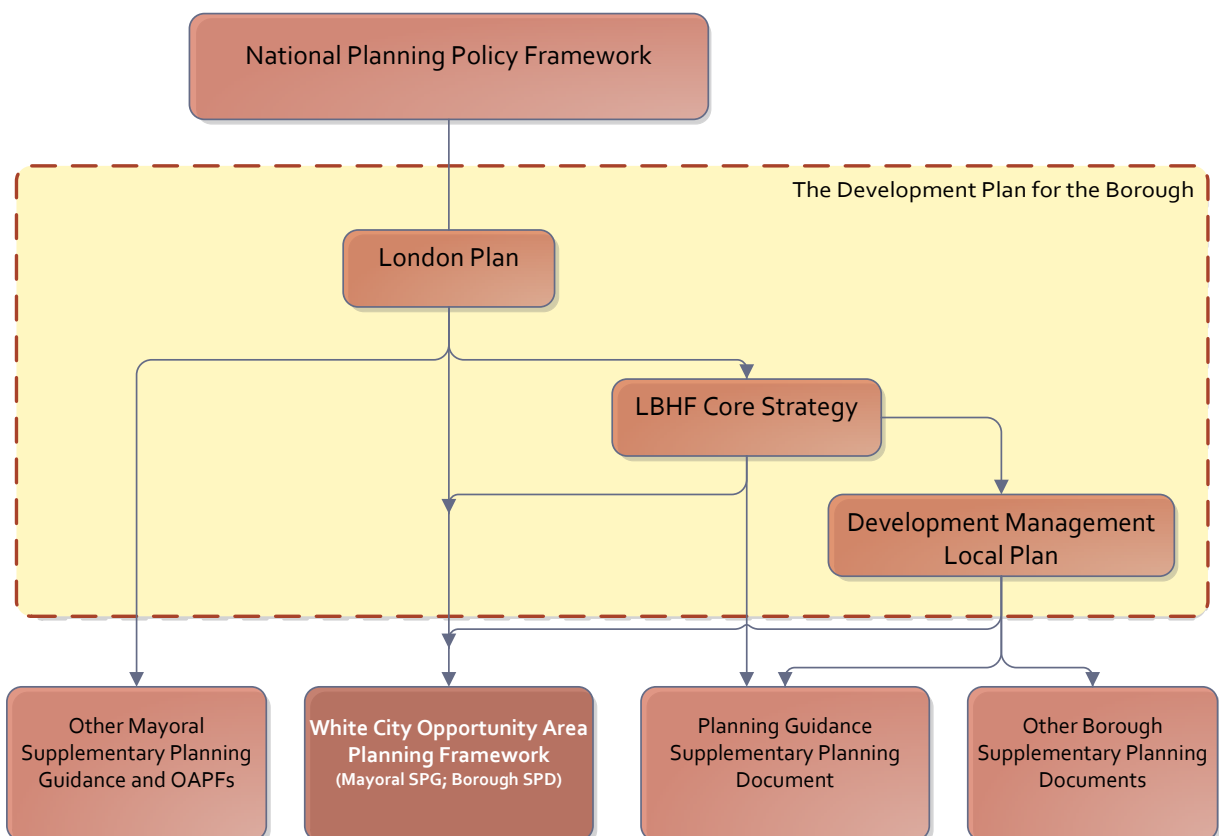 National Planning Policy Framework
The Development Plan for the Borough
London Plan
LBHF Core Strategy
Development Management
Local Plan
Other Mayoral
Supplementary Planning
Guidance and OAPFs
White City Opportunity Area
Planning Framework
(Mayoral SPG; Borough SPD)
Planning Guidance
Supplementary Planning
Document
Other Borough
Supplementary Planning
Documents